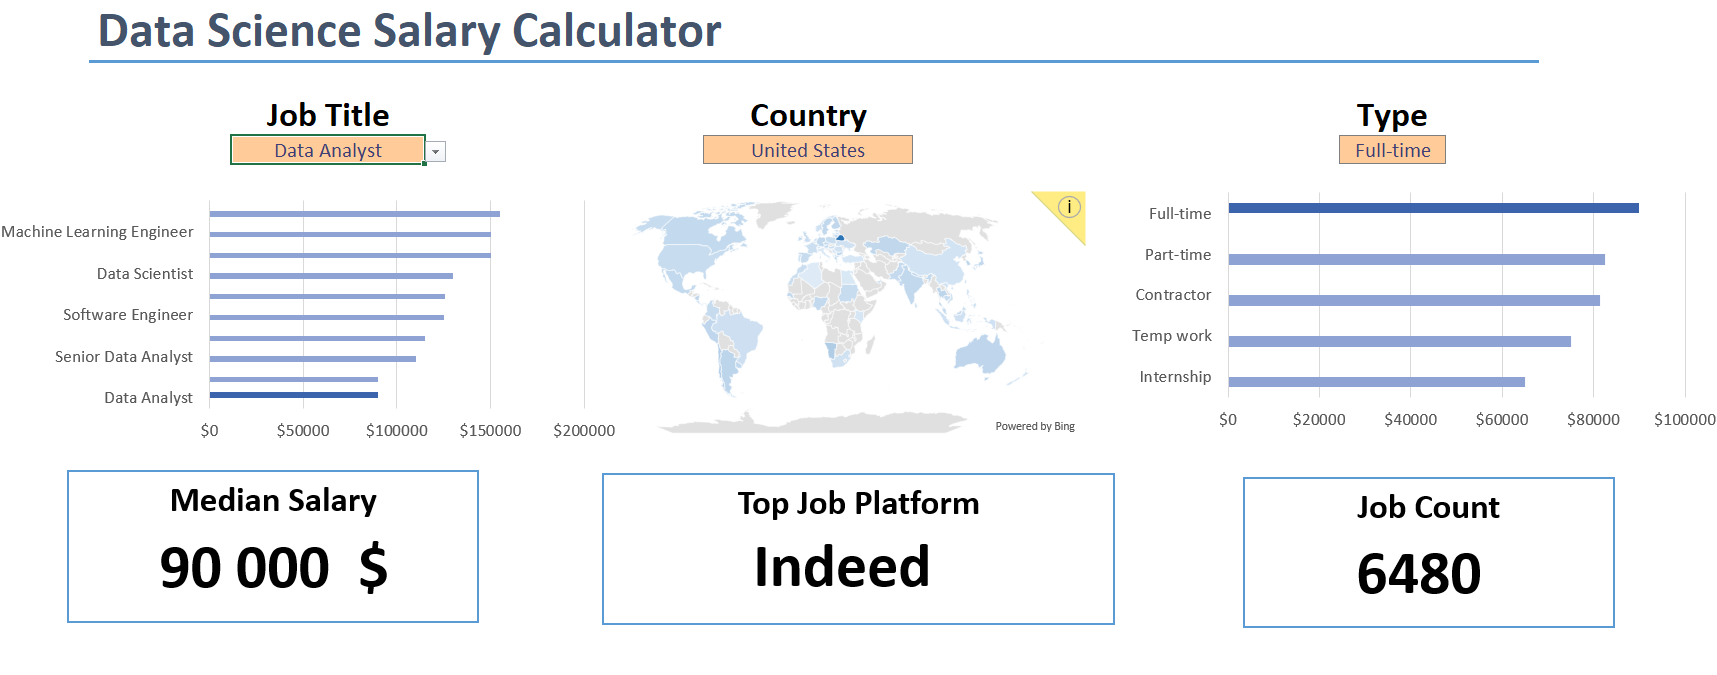 Data Science Salary Calculator
Job Title
Data Analyst
Country
United States
Type
Full-time
Machine Learning Engineer
Data Scientist
Software Engineer
Senior Data Analyst
Data Analyst
$0 $50000 $100000 $150000 $200000
i
Powered by Bing
Full-time
Part-time
Contractor
Temp work
Internship
$0 $20000 $40000 $60000 $80000 $100000
Median Salary
90 000 $
Top Job Platform
Indeed
Job Count
6480